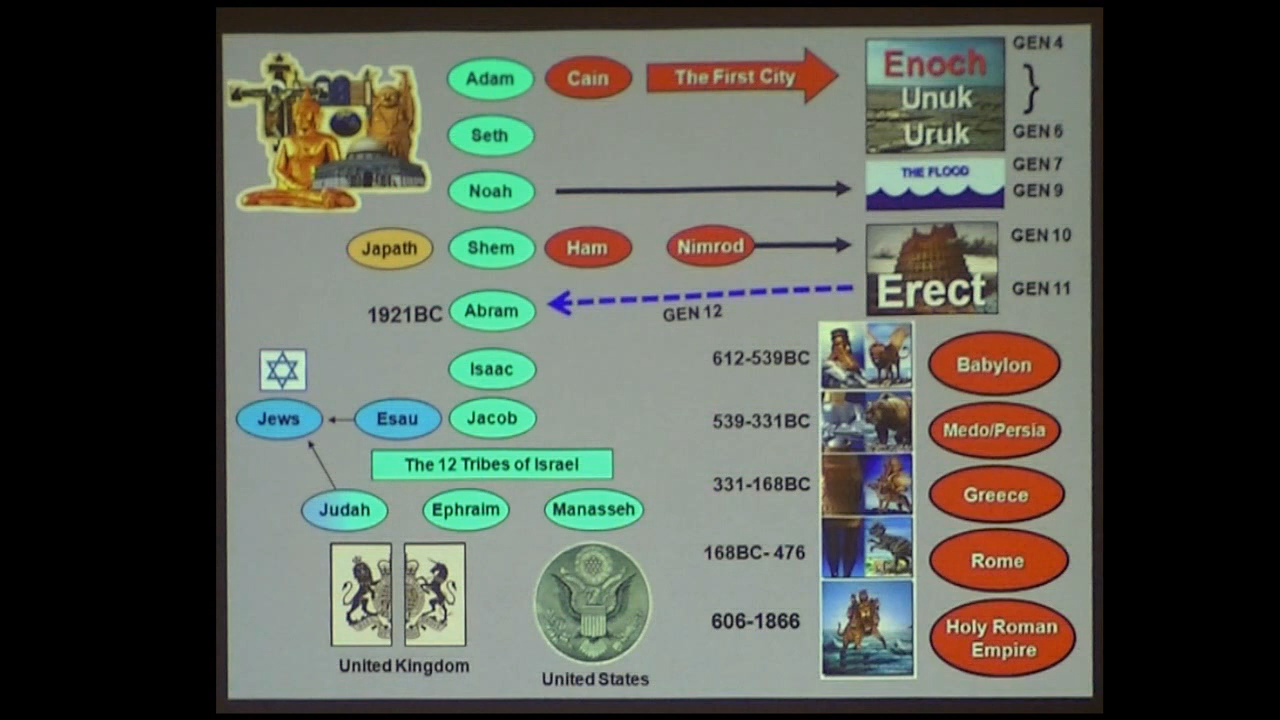 Adam
Cain
The First City
Enoch
Unuk
Uruk
GEN 4
}
GEN 6
Seth
Noah
THE FLOOD
GEN 7
GEN 9
Japath
Shem
Ham
Nimrod
Erect
GEN 10
GEN 11
1921BC
Abram
GEN 12
Isaac
612-539BC
Babylon
Jews
Esau
Jacob
539-331BC
Medo/Persia
The 12 Tribes of Israel
331-168BC
Greece
Judah
Ephraim
Manasseh
168BC- 476
Rome
606-1866
Holy Roman
Empire
United Kingdom
United States